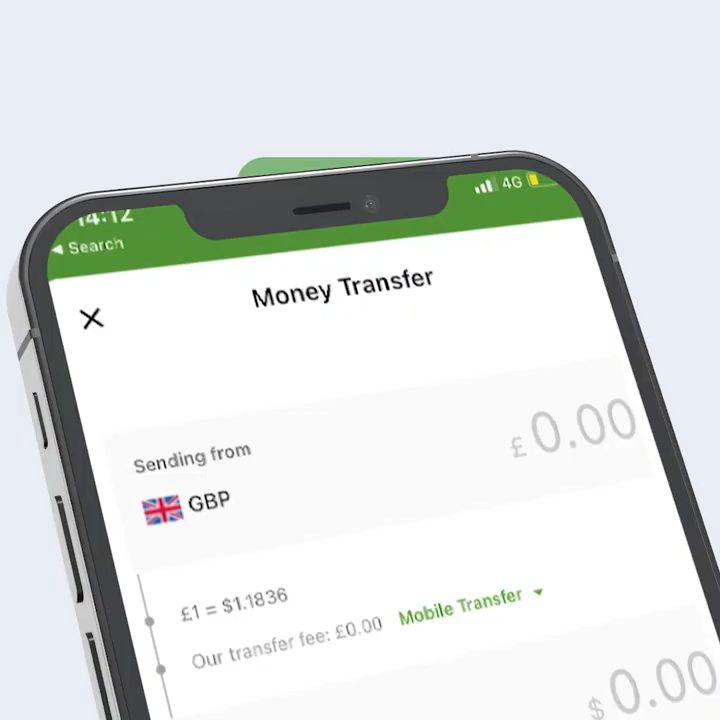 14:12
4G
Search
Money Transfer
Sending from
£0.00
GBP
£1 = $1.1836
Our transfer fee: £0.00 Mobile Transfer
$0.00